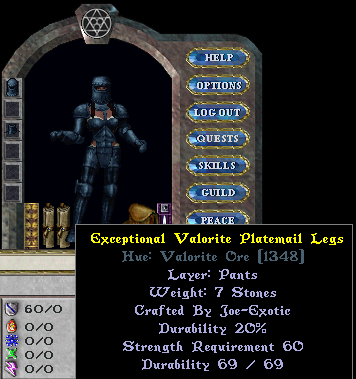 HELP
OPTIONS
LOG OUT
QUESTS
SKILLS
GUILD
PEACE
Exceptional Valorite Platemail Legs
Hue: Valorite Ore [1348]
Layer: Pants
Weight: 7 Stones
Crafted By Joe-Exotic
Durability 20%
Strength Requirement 60
Durability 69 / 69
60/0
0/0
0/0
0/0
0/0